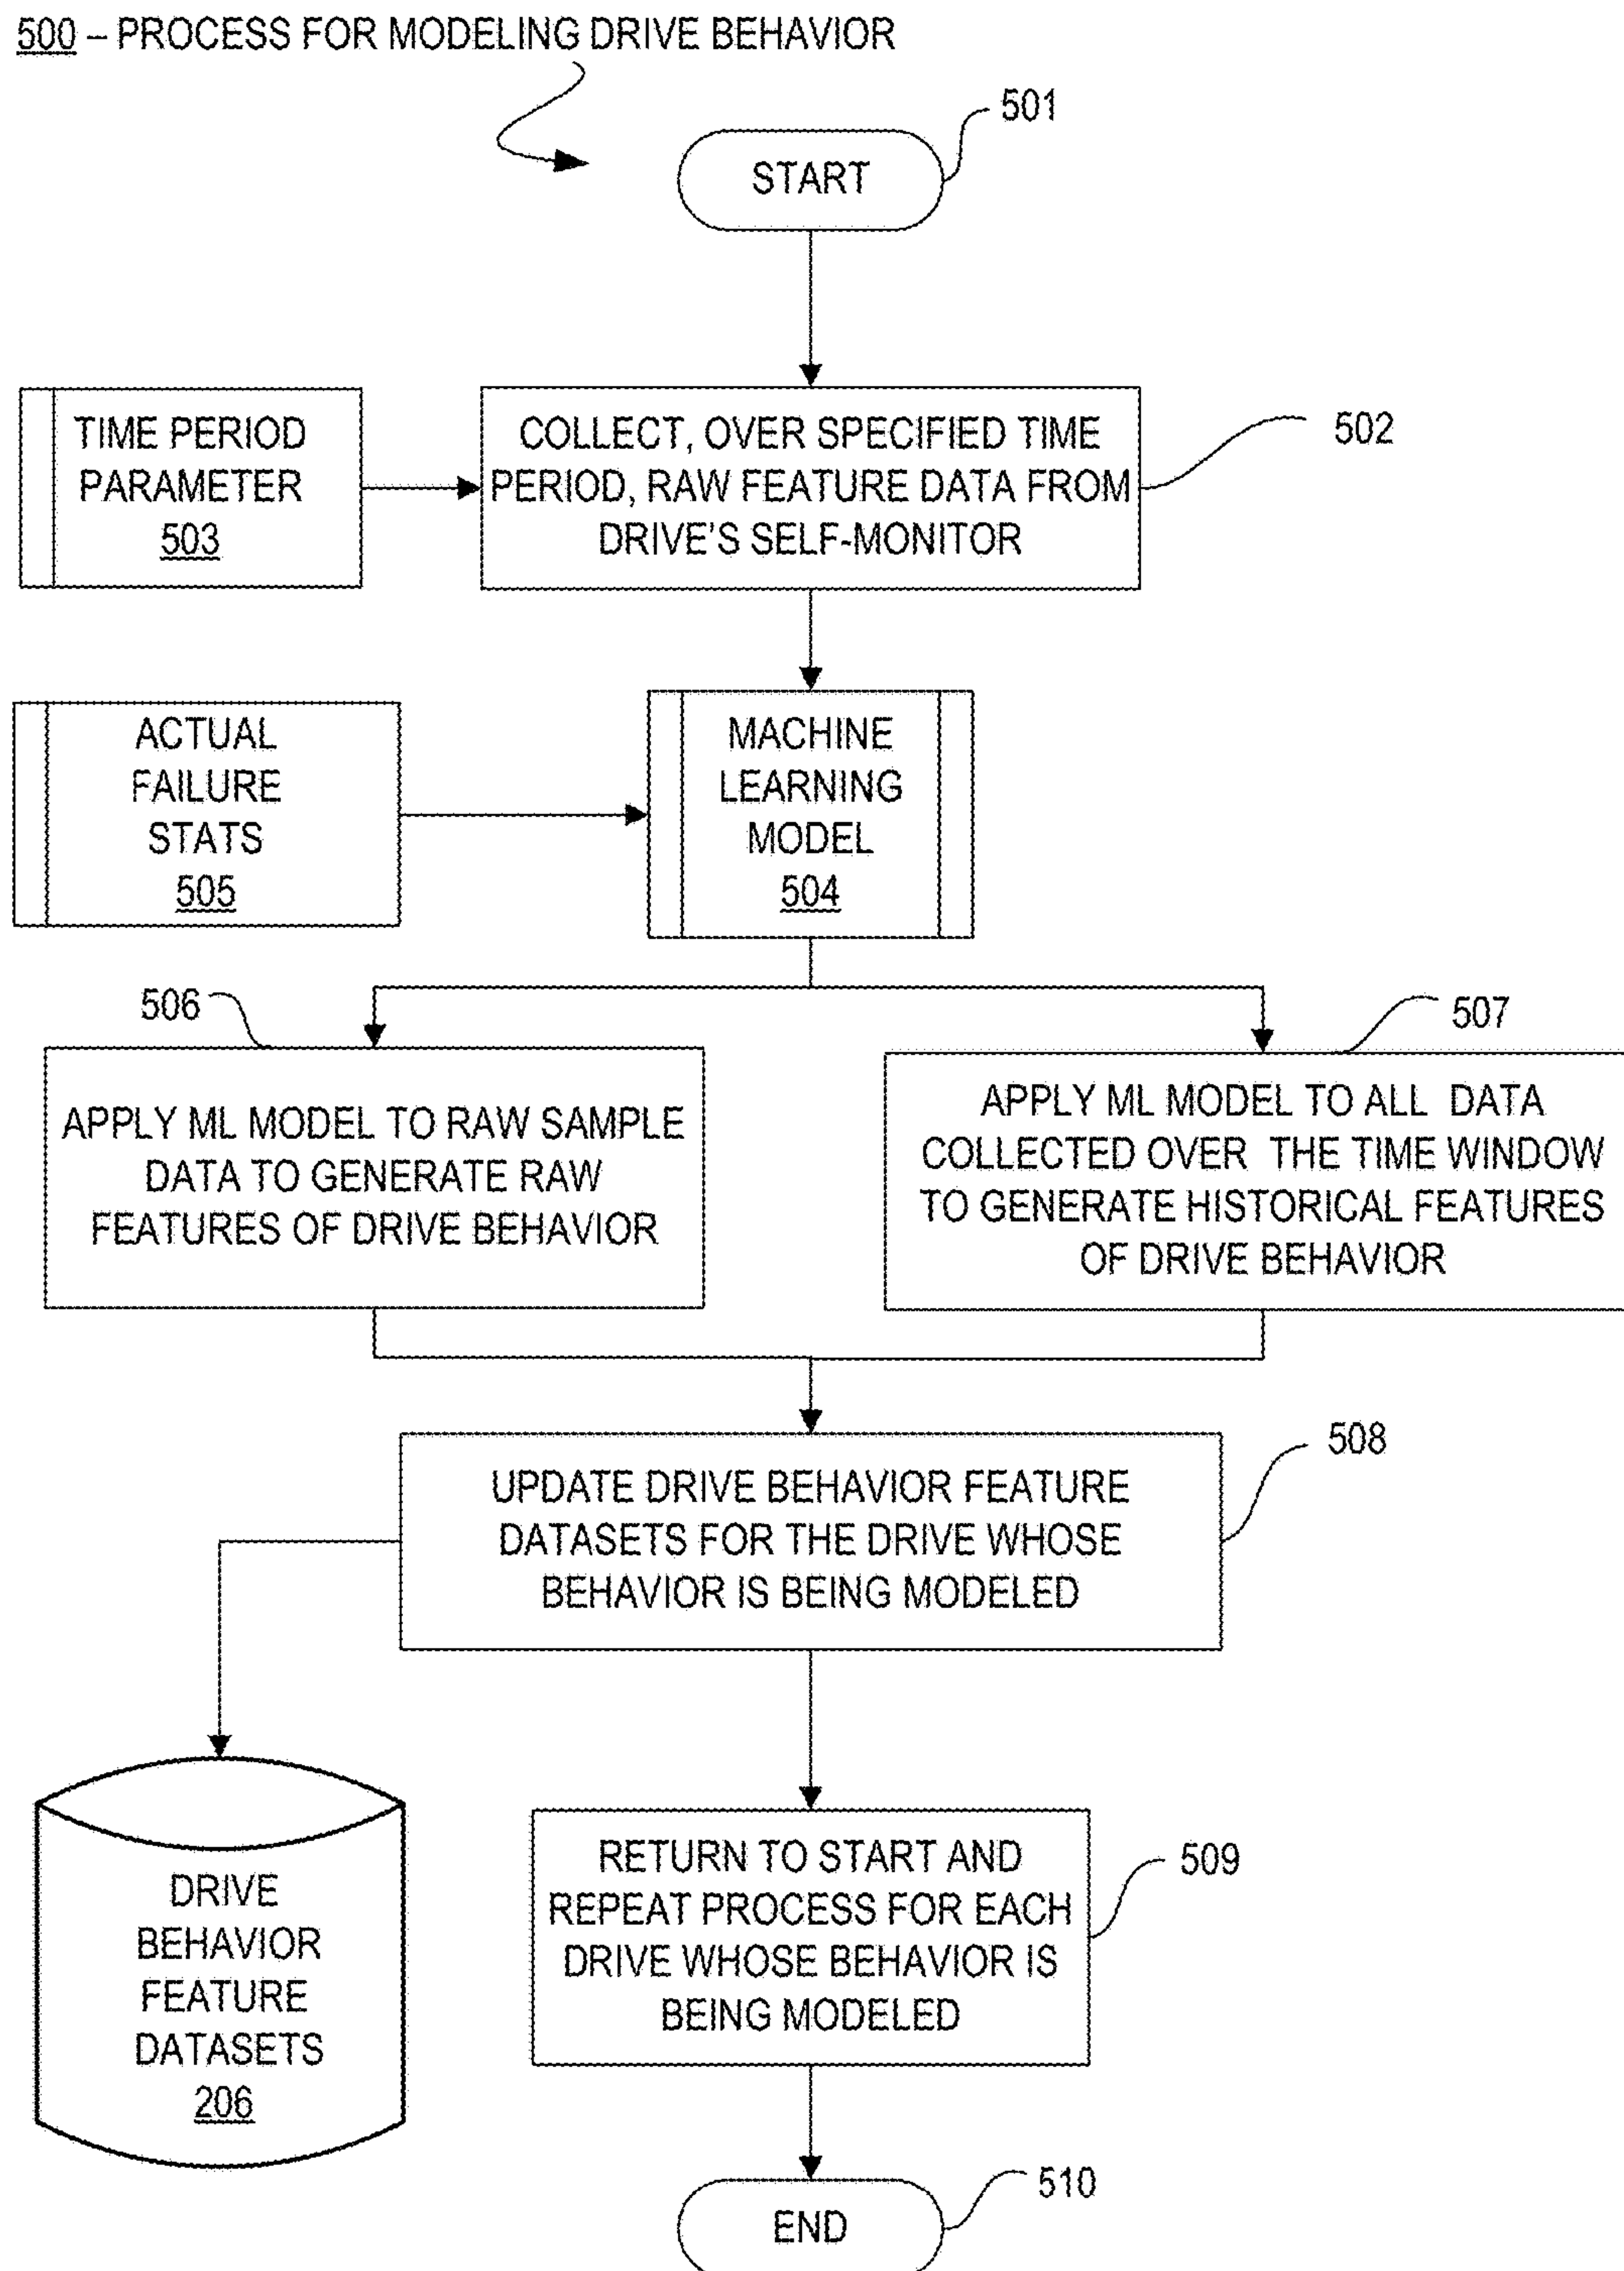 500 – PROCESS FOR MODELING DRIVE BEHAVIOR
501
START
TIME PERIOD
PARAMETER
503
COLLECT, OVER SPECIFIED TIME
PERIOD, RAW FEATURE DATA FROM
DRIVE'S SELF-MONITOR
502
ACTUAL
FAILURE
STATS
505
MACHINE
LEARNING
MODEL
504
506
APPLY ML MODEL TO RAW SAMPLE
DATA TO GENERATE RAW
FEATURES OF DRIVE BEHAVIOR
507
APPLY ML MODEL TO ALL DATA
COLLECTED OVER THE TIME WINDOW
TO GENERATE HISTORICAL FEATURES
OF DRIVE BEHAVIOR
508
UPDATE DRIVE BEHAVIOR FEATURE
DATASETS FOR THE DRIVE WHOSE
BEHAVIOR IS BEING MODELED
DRIVE
BEHAVIOR
FEATURE
DATASETS
206
RETURN TO START AND
REPEAT PROCESS FOR EACH
DRIVE WHOSE BEHAVIOR IS
BEING MODELED
509
510
END